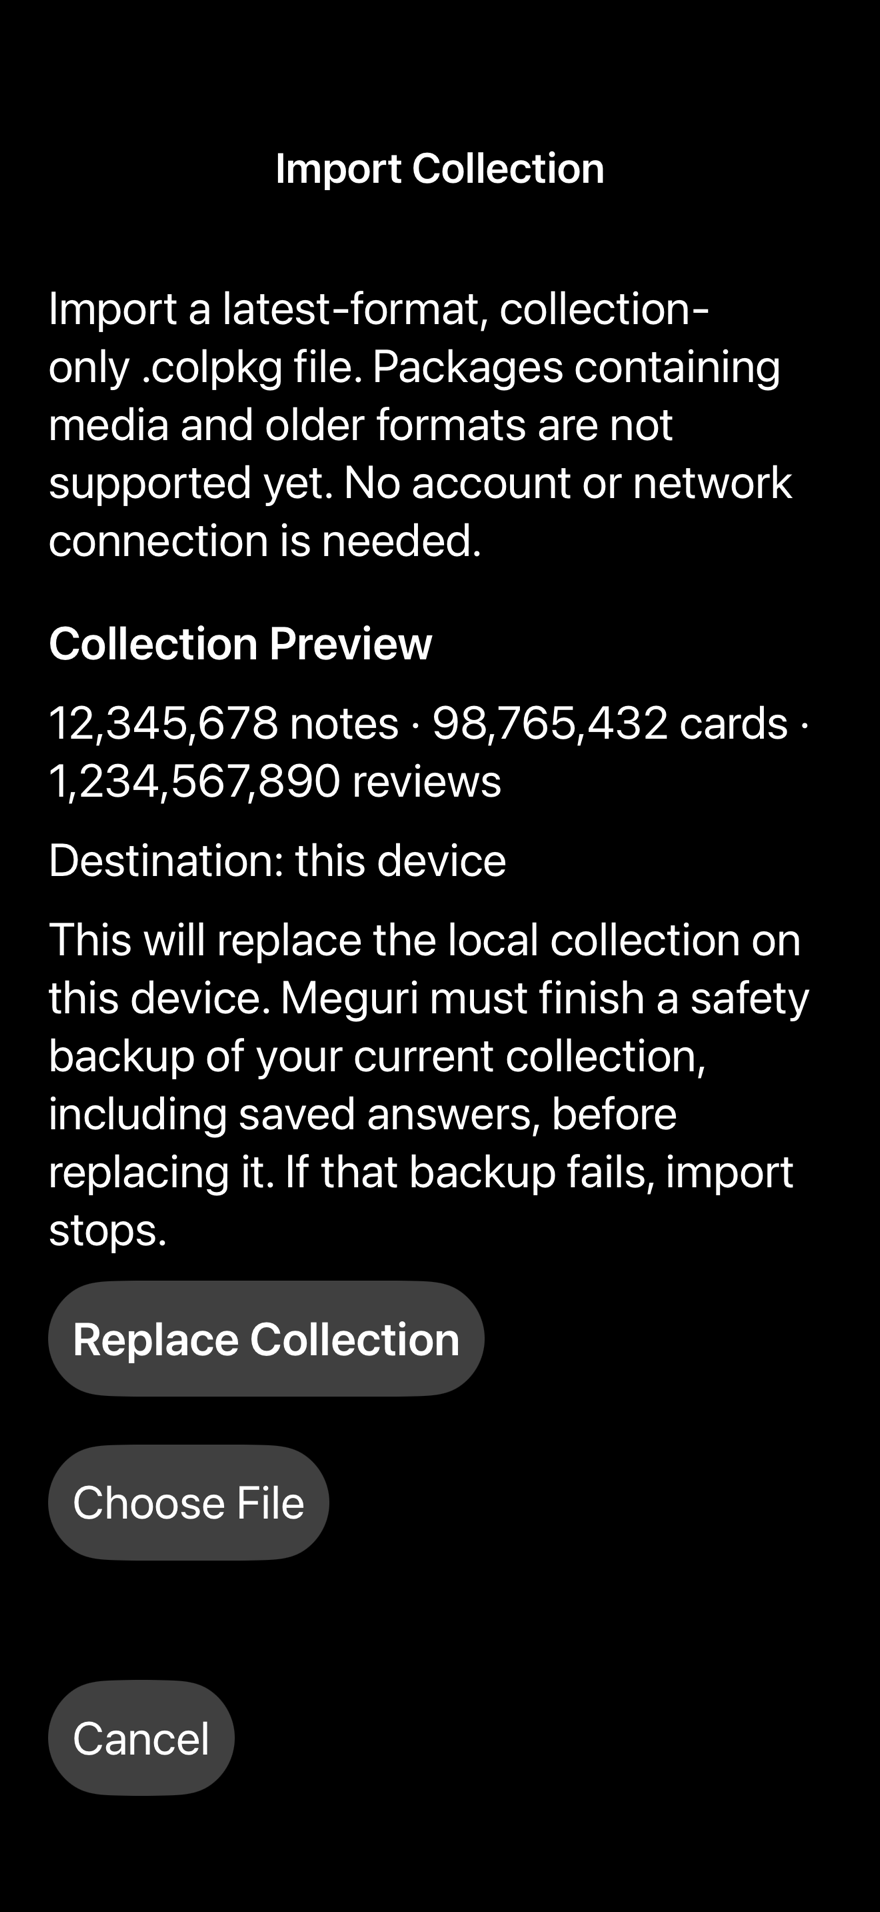 Import Collection
Import a latest-format, collection-
only .colpkg file. Packages containing
media and older formats are not
supported yet. No account or network
connection is needed.
Collection Preview
12,345,678 notes · 98,765,432 cards ·
1,234,567,890 reviews
Destination: this device
This will replace the local collection on
this device. Meguri must finish a safety
backup of your current collection,
including saved answers, before
replacing it. If that backup fails, import
stops.
Replace Collection
Choose File
Cancel